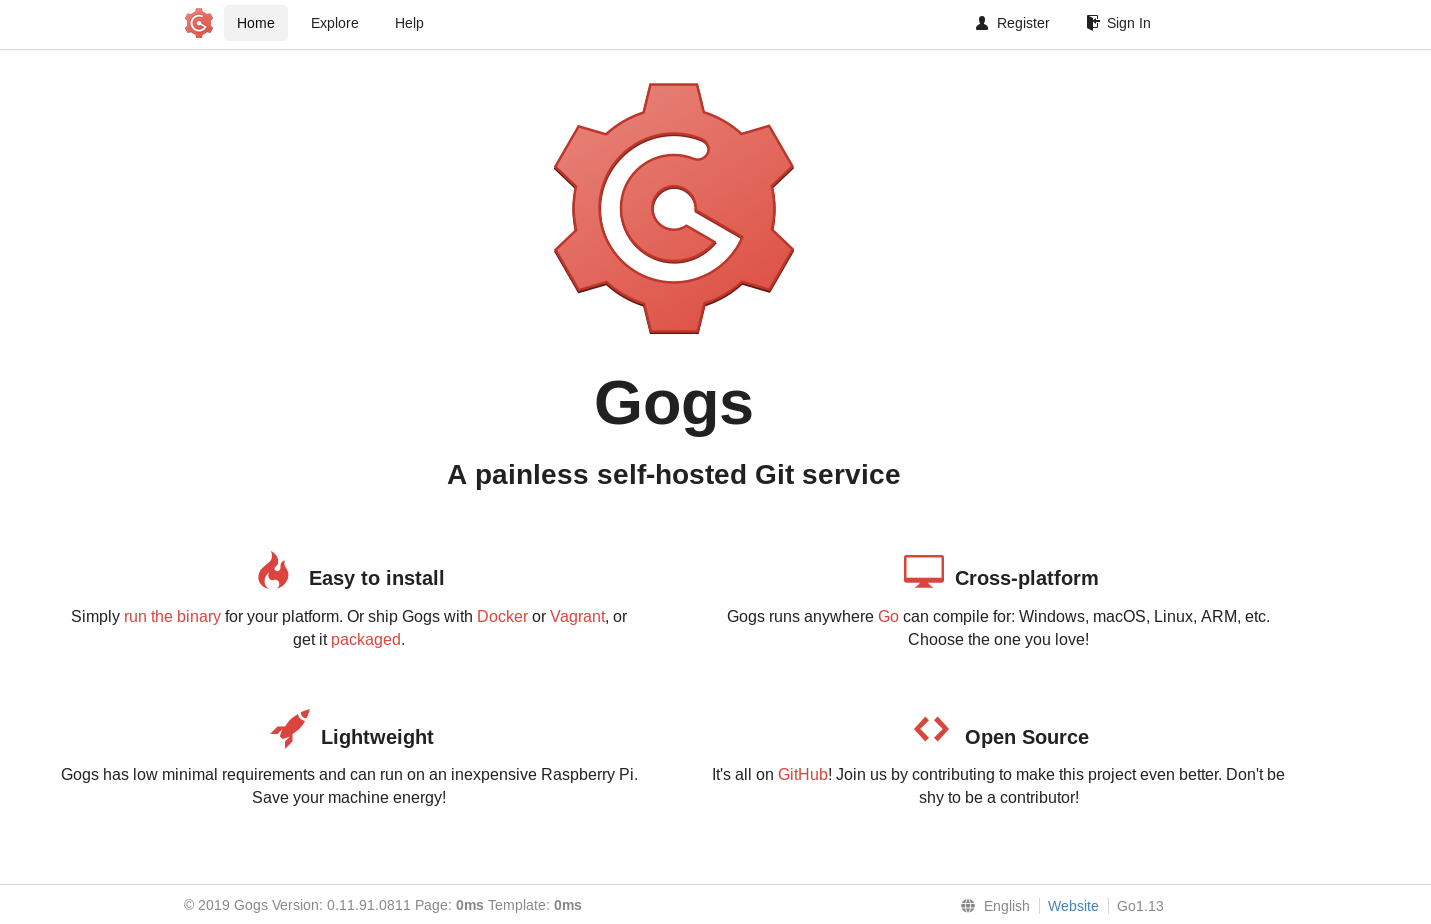 Home Explore Help Register Sign In
Gogs
A painless self-hosted Git service
Easy to install
Simply run the binary for your platform. Or ship Gogs with Docker or Vagrant, or
get it packaged.
Cross-platform
Gogs runs anywhere Go can compile for: Windows, macOS, Linux, ARM, etc.
Choose the one you love!
Lightweight
Gogs has low minimal requirements and can run on an inexpensive Raspberry Pi.
Save your machine energy!
Open Source
It's all on GitHub! Join us by contributing to make this project even better. Don't be
shy to be a contributor!
© 2019 Gogs Version: 0.11.91.0811 Page: 0ms Template: 0ms English Website Go1.13